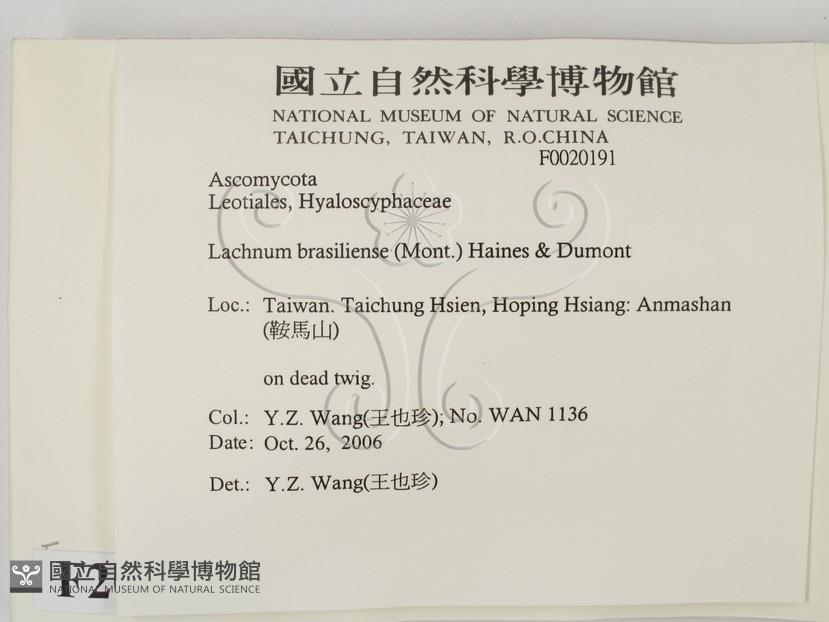 國立自然科學博物館
NATIONAL MUSEUM OF NATURAL SCIENCE
TAICHUNG, TAIWAN, R.O.CHINA
F0020191
Ascomycota
Leotiales, Hyaloscyphaceae
Lachnum brasiliense (Mont.) Haines & Dumont
Loc.: Taiwan. Taichung Hsien, Hoping Hsiang: Anmashan
(鞍馬山)
on dead twig.
Col.: Y.Z. Wang(王也珍); No. WAN 1136
Date: Oct. 26, 2006
Det.: Y.Z. Wang(王也珍)
F2
國立自然科學博物館
NATIONAL MUSEUM OF NATURAL SCIENCE